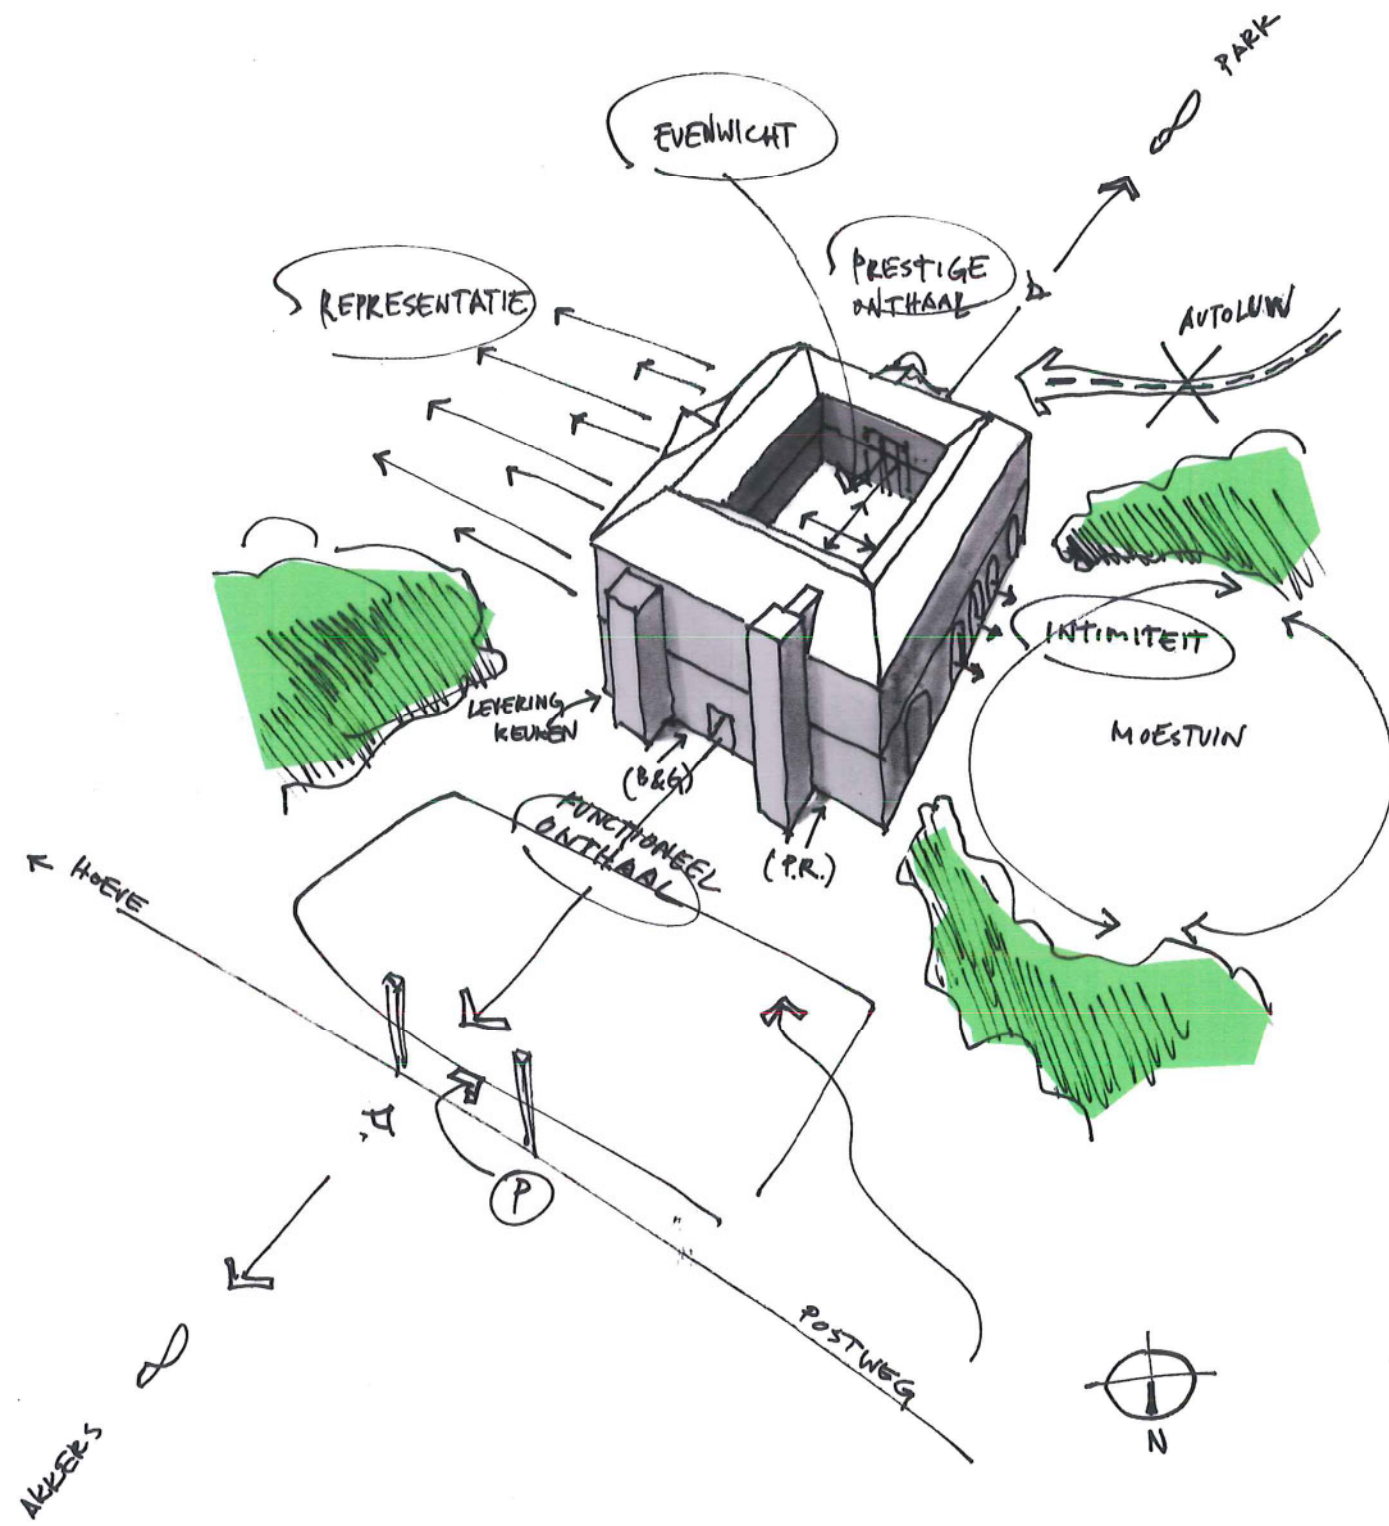 PARK
EVENWICHT
PRESTIGE
ONTHAAL
REPRESENTATIE
AUTOLUW
INTIMITEIT
MOESTUIN
LEVERING
KEUKEN
(B&G)
FUNCTIONEEL
ONTHAAL
(P.R.)
HOEVE
P
POSTWEG
N
AKKERS